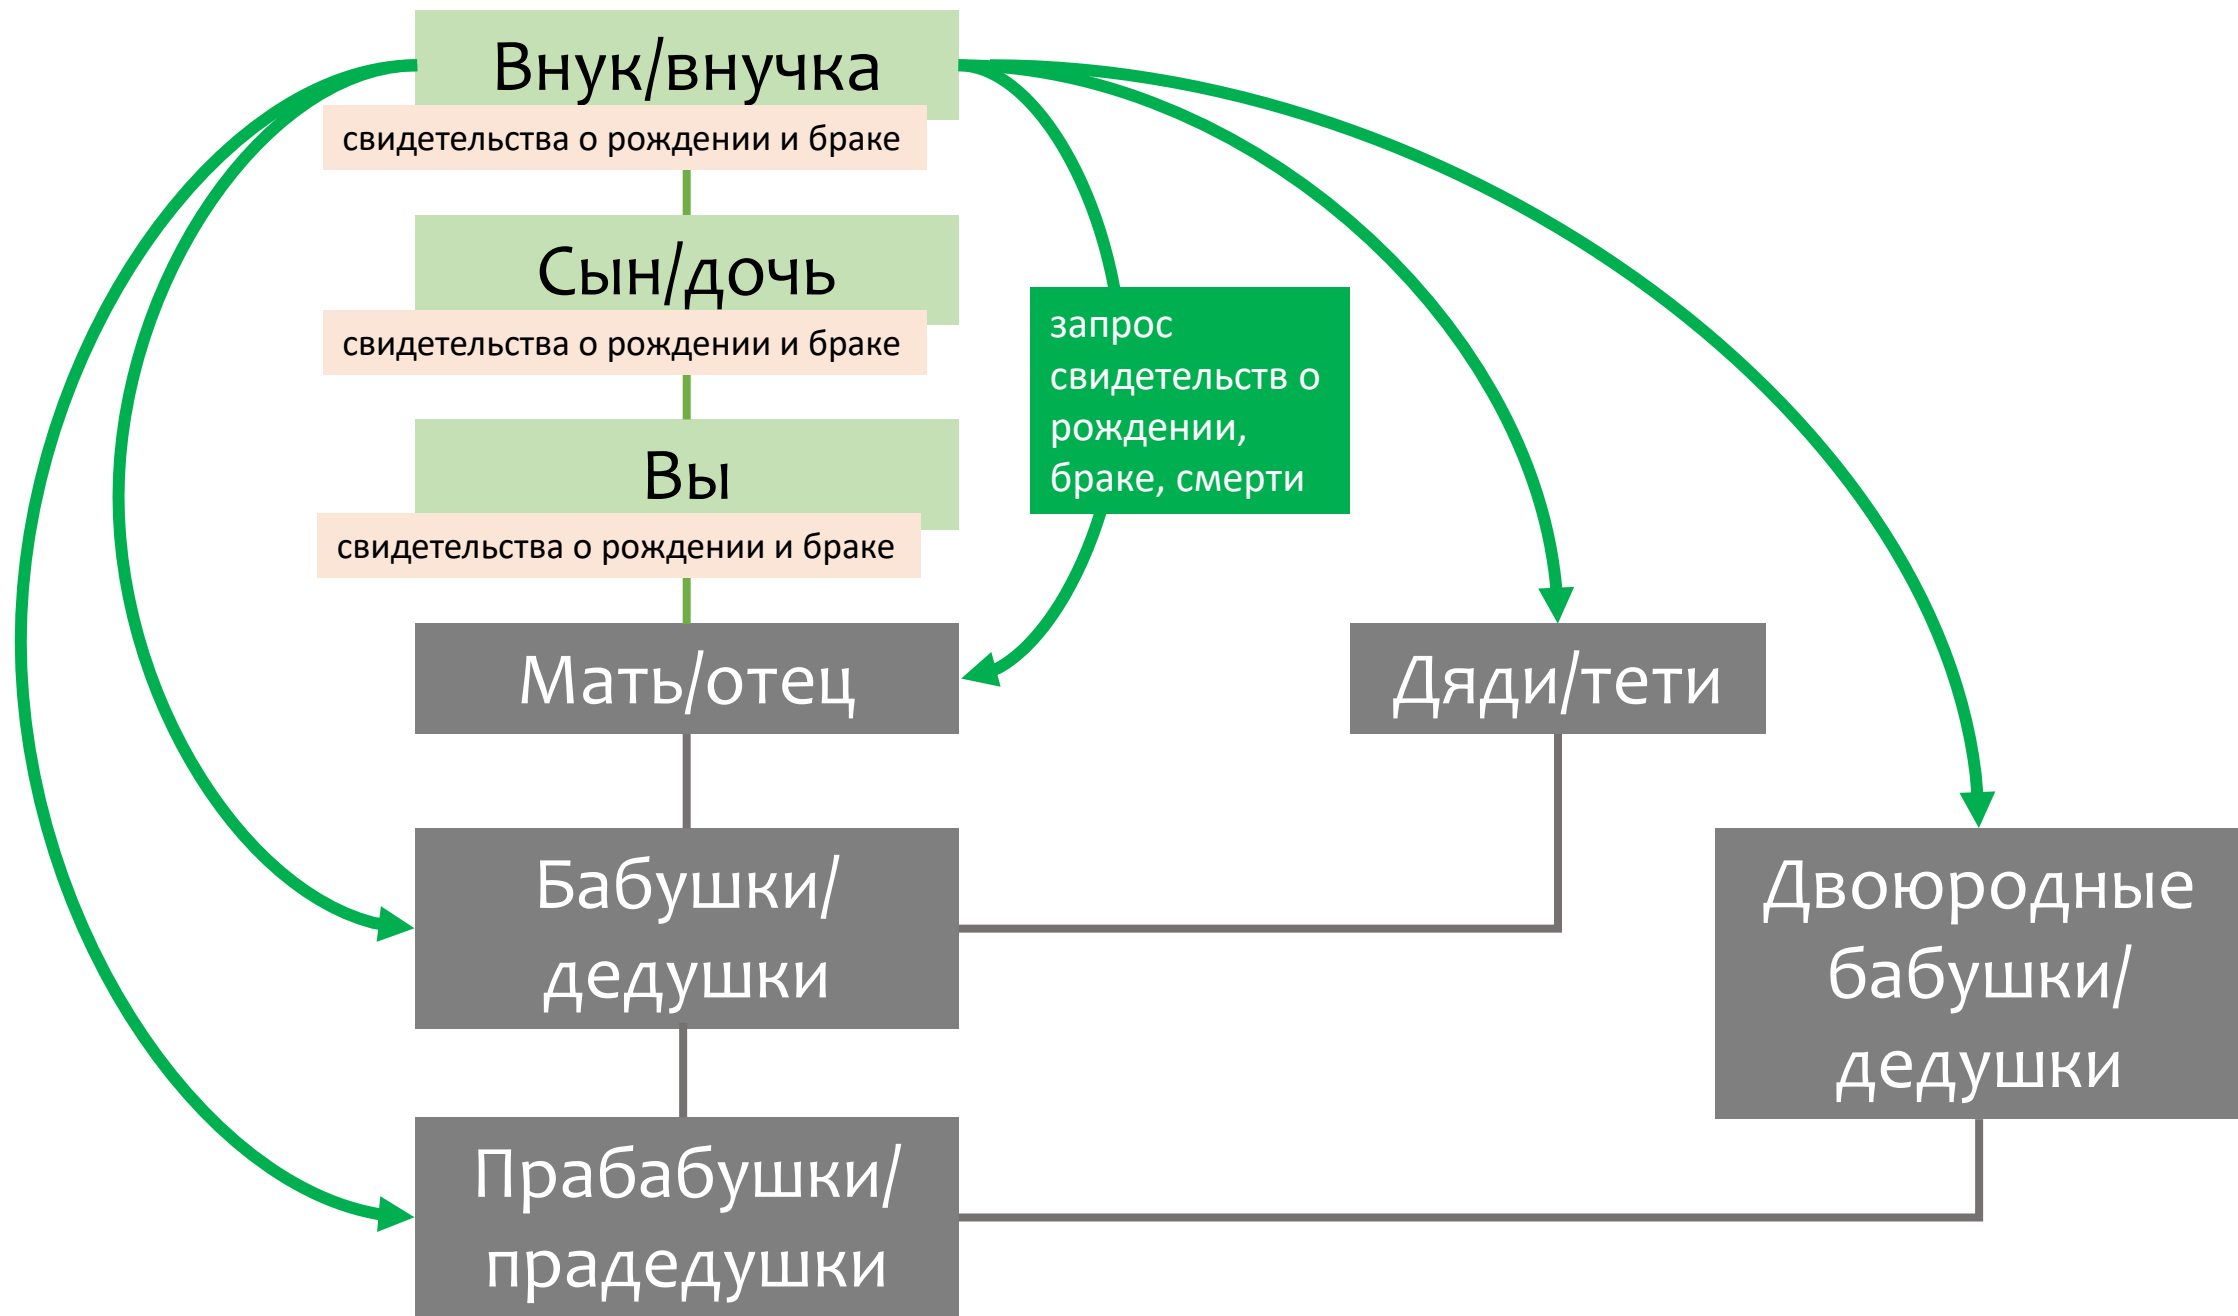 Внук/внучка
свидетельства о рождении и браке
Сын/дочь
свидетельства о рождении и браке
Вы
свидетельства о рождении и браке
запрос
свидетельств о
рождении,
браке, смерти
Мать/отец
Дяди/тети
Бабушки/
дедушки
Двоюродные
бабушки/
дедушки
Прабабушки/
прадедушки